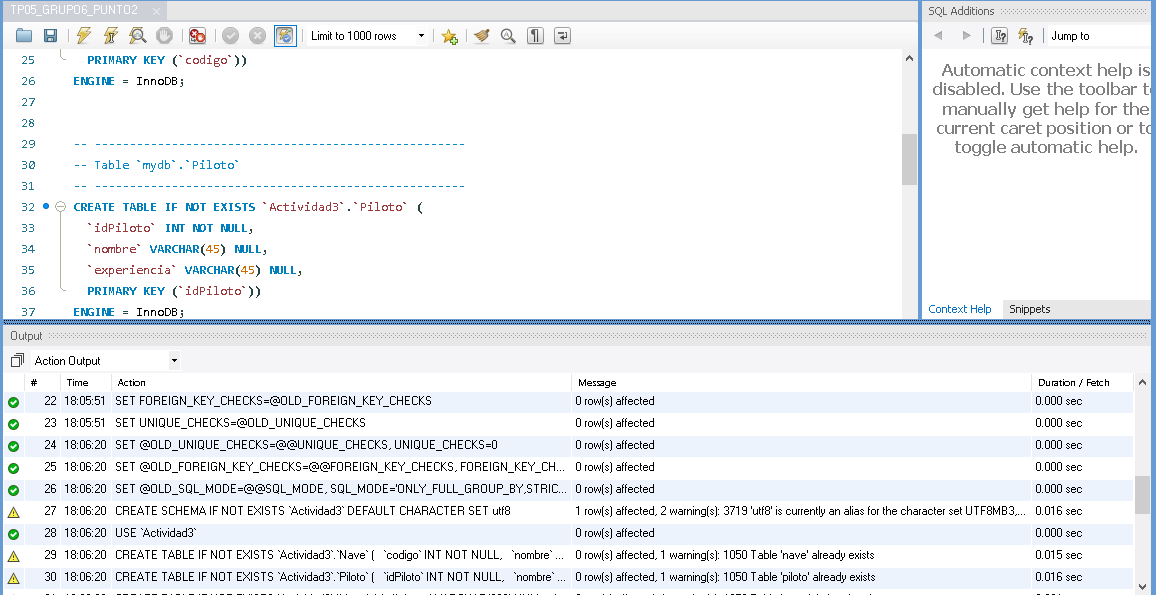 TP05_GRUPO6_PUNTO2
SQL Additions
Limit to 1000 rows
Jump to
25 PRIMARY KEY (`codigo`))
26 ENGINE = InnoDB;
27
28
29 -- -----------------------------------------------------
30 -- Table `mydb`.`Piloto`
31 -- -----------------------------------------------------
32 CREATE TABLE IF NOT EXISTS `Actividad3`.`Piloto` (
33 `idPiloto` INT NOT NULL,
34 `nombre` VARCHAR(45) NULL,
35 `experiencia` VARCHAR(45) NULL,
36 PRIMARY KEY (`idPiloto`))
37 ENGINE = InnoDB;
Automatic context help is
disabled. Use the toolbar to
manually get help for the
current caret position or to
toggle automatic help.
Context Help Snippets
Output
Action Output
# Time Action Message Duration / Fetch
22 18:05:51 SET FOREIGN_KEY_CHECKS=@OLD_FOREIGN_KEY_CHECKS 0 row(s) affected 0.000 sec
23 18:05:51 SET UNIQUE_CHECKS=@OLD_UNIQUE_CHECKS 0 row(s) affected 0.000 sec
24 18:06:20 SET @OLD_UNIQUE_CHECKS=@@UNIQUE_CHECKS, UNIQUE_CHECKS=0 0 row(s) affected 0.000 sec
25 18:06:20 SET @OLD_FOREIGN_KEY_CHECKS=@@FOREIGN_KEY_CHECKS, FOREIGN_KEY_CH... 0 row(s) affected 0.000 sec
26 18:06:20 SET @OLD_SQL_MODE=@@SQL_MODE, SQL_MODE='ONLY_FULL_GROUP_BY,STRIC... 0 row(s) affected 0.000 sec
27 18:06:20 CREATE SCHEMA IF NOT EXISTS `Actividad3` DEFAULT CHARACTER SET utf8 1 row(s) affected, 2 warning(s): 3719 'utf8' is currently an alias for the character set UTF8MB3,... 0.016 sec
28 18:06:20 USE `Actividad3` 0 row(s) affected 0.000 sec
29 18:06:20 CREATE TABLE IF NOT EXISTS `Actividad3`.`Nave` ( `codigo` INT NOT NULL, `nombre` ... 0 row(s) affected, 1 warning(s): 1050 Table 'nave' already exists 0.015 sec
30 18:06:20 CREATE TABLE IF NOT EXISTS `Actividad3`.`Piloto` ( `idPiloto` INT NOT NULL, `nombre` ... 0 row(s) affected, 1 warning(s): 1050 Table 'piloto' already exists 0.016 sec